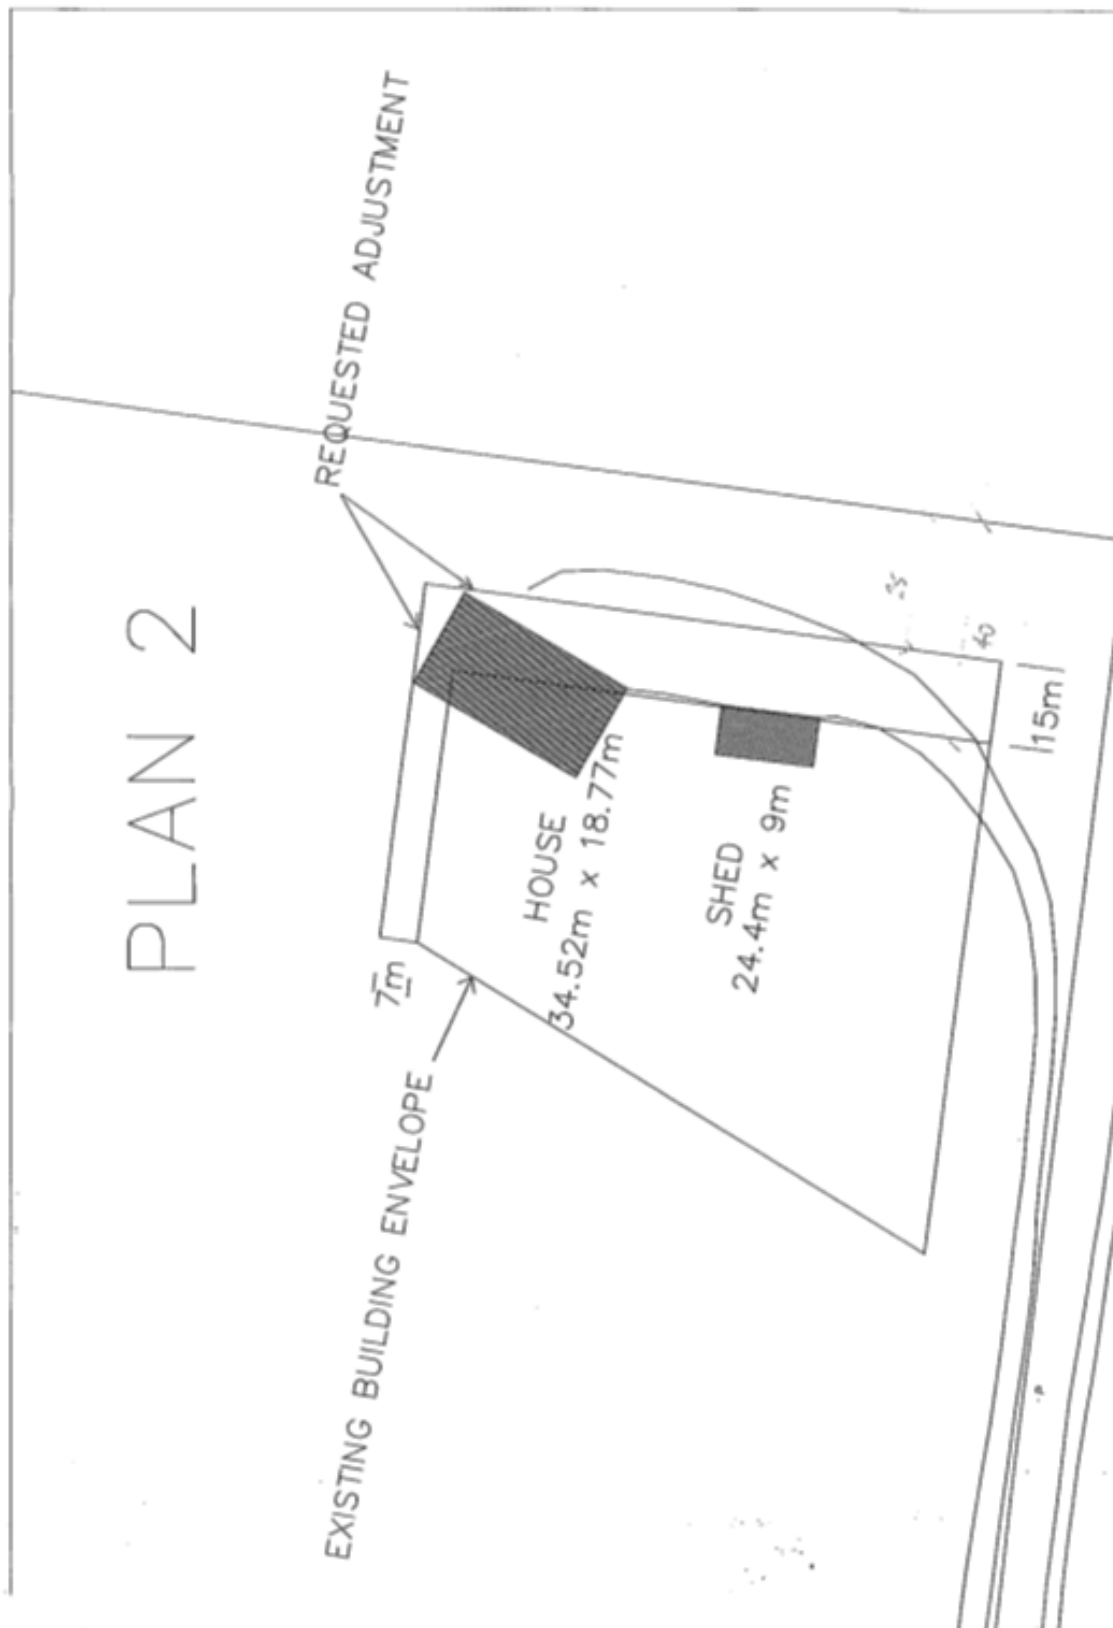 PLAN 2
REQUESTED ADJUSTMENT
EXISTING BUILDING ENVELOPE
7m
HOUSE
34.52m x 18.77m
SHED
24.4m x 9m
15m
40